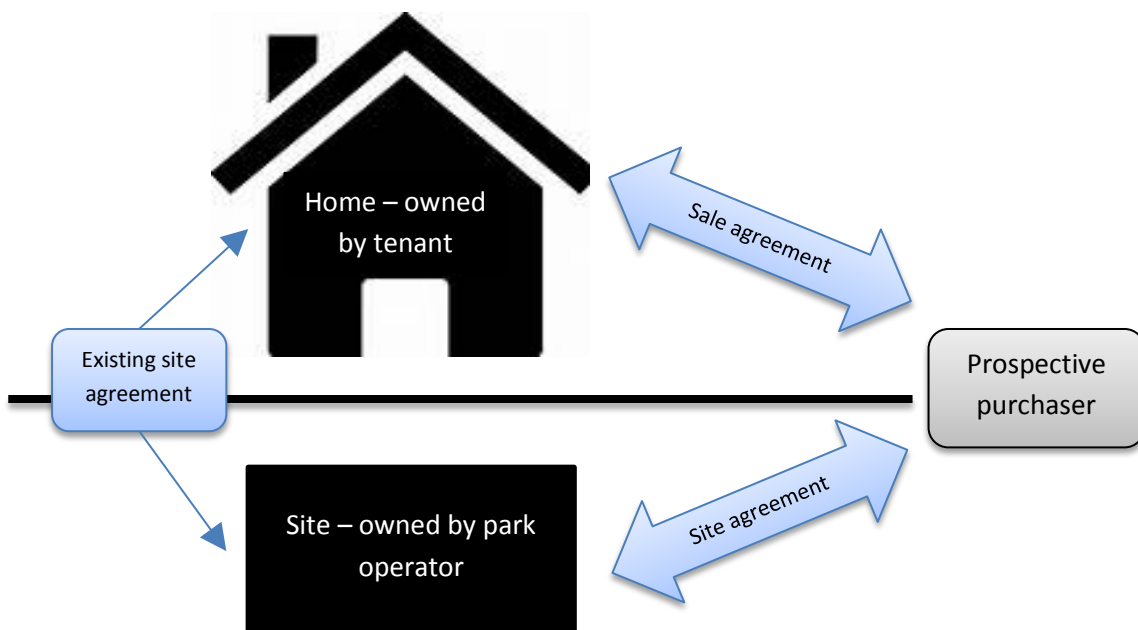 Home – owned
by tenant
Sale agreement
Existing site
agreement
Prospective
purchaser
Site – owned by park
operator
Site agreement